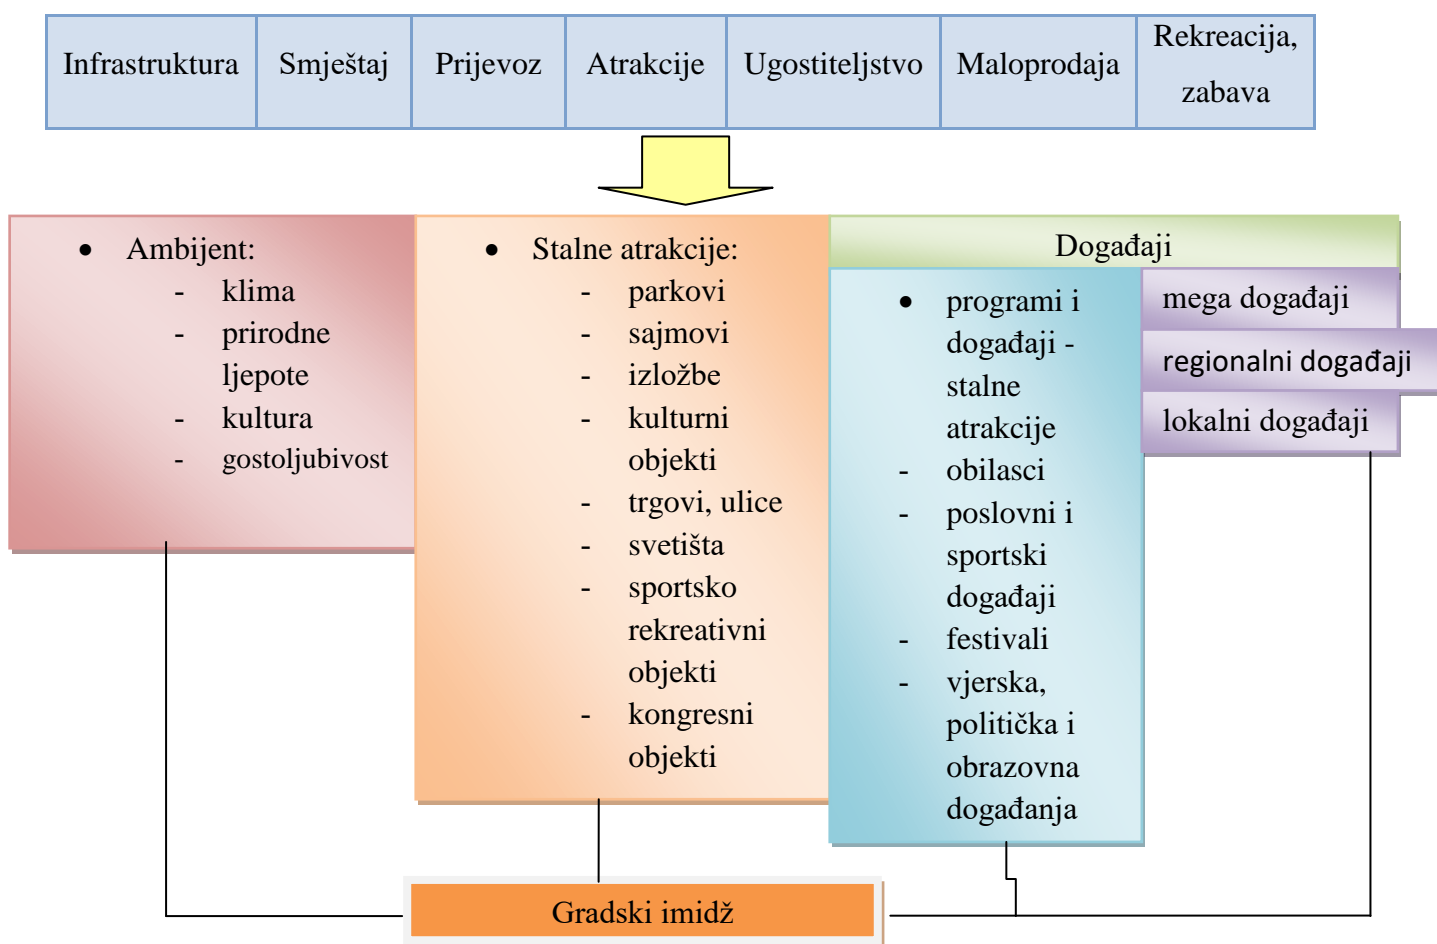 Infrastruktura
Smještaj
Prijevoz
Atrakcije
Ugostiteljstvo
Maloprodaja
Rekreacija,
zabava
• Ambijent:
- klima
- prirodne
ljepote
- kultura
- gostoljubivost
• Stalne atrakcije:
- parkovi
- sajmovi
- izložbe
- kulturni
objekti
- trgovi, ulice
- svetišta
- sportsko
rekreativni
objekti
- kongresni
objekti
Događaji
• programi i
događaji -
stalne
atrakcije
- obilasci
- poslovni i
sportski
događaji
- festivali
- vjerska,
politička i
obrazovna
događanja
mega događaji
regionalni događaji
lokalni događaji
Gradski imidž